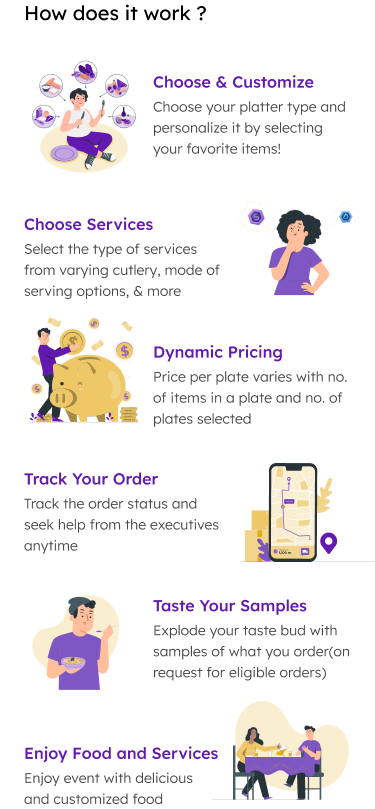 How does it work ?
Choose & Customize
Choose your platter type and
personalize it by selecting
your favorite items!
Choose Services
Select the type of services
from varying cutlery, mode of
serving options, & more
Dynamic Pricing
Price per plate varies with no.
of items in a plate and no. of
plates selected
Track Your Order
Track the order status and
seek help from the executives
anytime
Taste Your Samples
Explode your taste bud with
samples of what you order(on
request for eligible orders)
Enjoy Food and Services
Enjoy event with delicious
and customized food